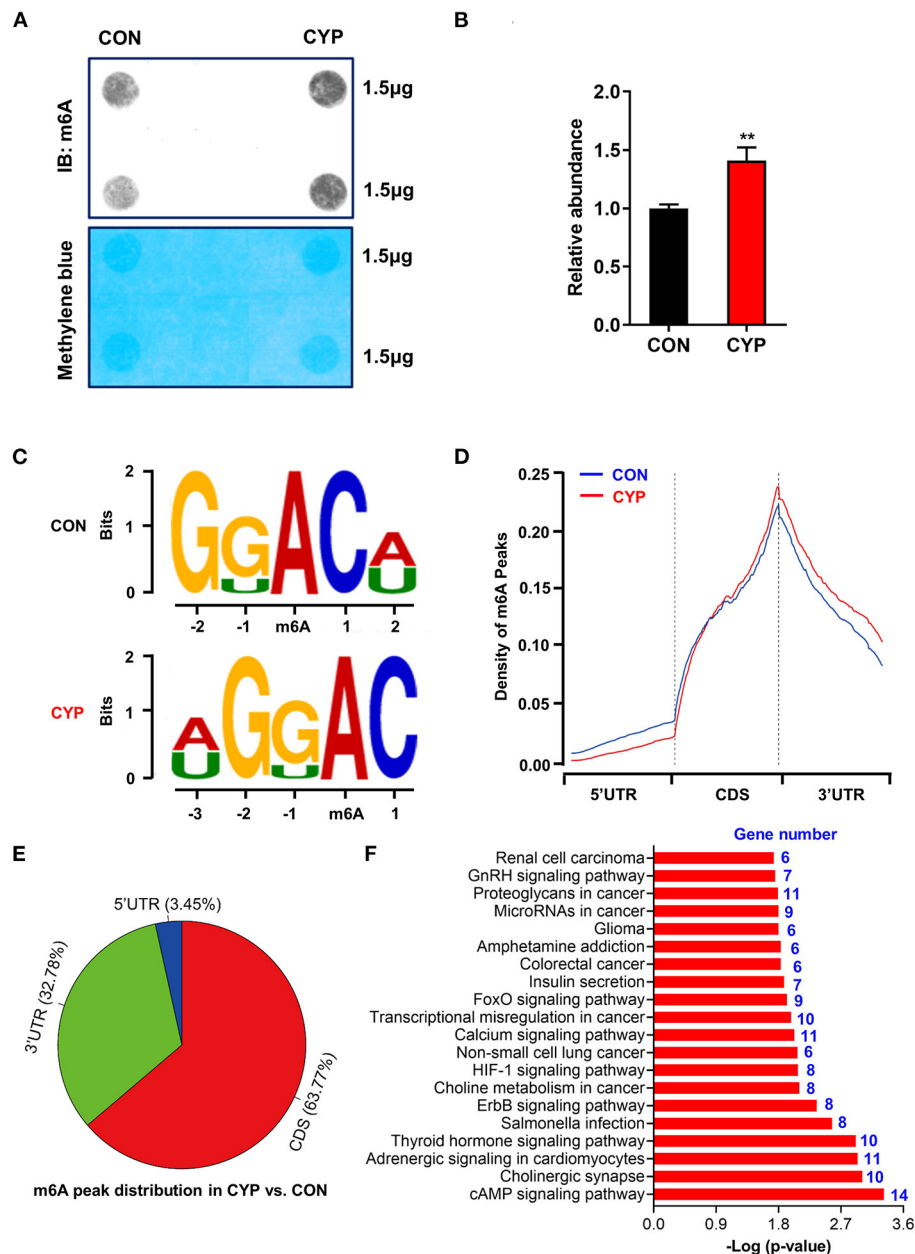 A
CON CYP
IB: m6A
1.5μg
1.5μg
Methylene blue
1.5μg
1.5μg
B
Relative abundance
2.0
1.5
1.0
0.5
0.0
**
CON CYP
C
CON
Bits
2
1
0
G G U A C A U
-2 -1 m6A 1 2
CYP
Bits
2
1
0
A U G G U A C
-3 -2 -1 m6A 1
D
Density of m6A Peaks
0.25
0.20
0.15
0.10
0.05
0.00
CON
CYP
5'UTR CDS 3'UTR
E
5'UTR (3.45%)
3'UTR (32.78%)
CDS (63.77%)
m6A peak distribution in CYP vs. CON
F
Gene number
Renal cell carcinoma 6
GnRH signaling pathway 7
Proteoglycans in cancer 11
MicroRNAs in cancer 9
Glioma 6
Amphetamine addiction 6
Colorectal cancer 6
Insulin secretion 7
FoxO signaling pathway 9
Transcriptional misregulation in cancer 10
Calcium signaling pathway 11
Non-small cell lung cancer 6
HIF-1 signaling pathway 8
Choline metabolism in cancer 8
ErbB signaling pathway 8
Salmonella infection 8
Thyroid hormone signaling pathway 10
Adrenergic signaling in cardiomyocytes 11
Cholinergic synapse 10
cAMP signaling pathway 14
0.0 0.9 1.8 2.7 3.6
-Log (p-value)